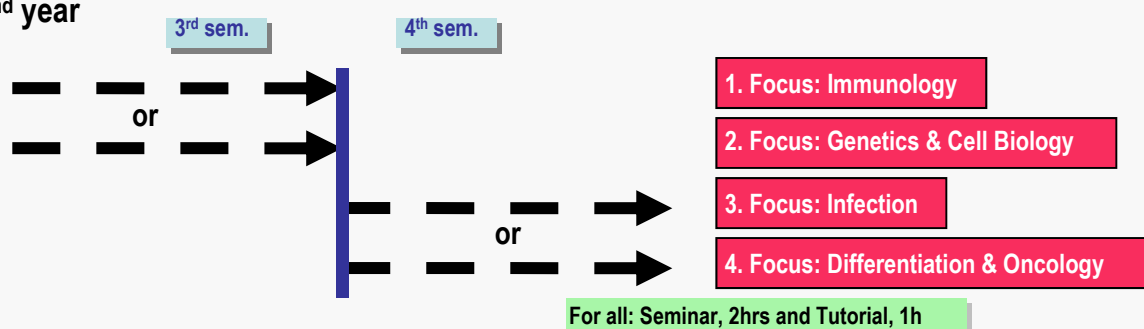 nd year
3rd sem.
4th sem.
1. Focus: Immunology
or
2. Focus: Genetics & Cell Biology
3. Focus: Infection
or
4. Focus: Differentiation & Oncology
For all: Seminar, 2hrs and Tutorial, 1h